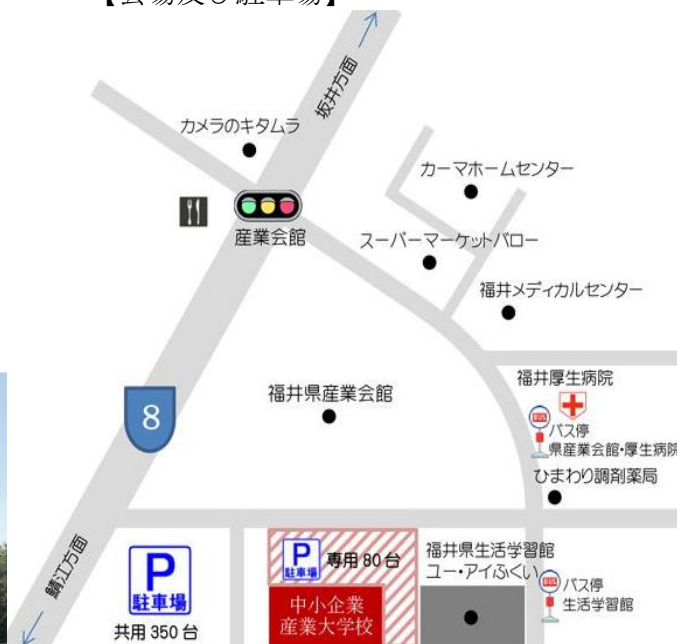 【会場及び駐車場】
坂井方面
カメラのキタムラ
カーマホームセンター
産業会館
スーパーマーケットバロー
福井メディカルセンター
福井県産業会館
福井厚生病院
8
BUS
バス停
県産業会館・厚生病院
ひまわり調剤薬局
鯖江方面
P
駐車場
共用350台
P
駐車場
専用80台
中小企業
産業大学校
福井県生活学習館
ユー・アイふくい
BUS
バス停
生活学習館